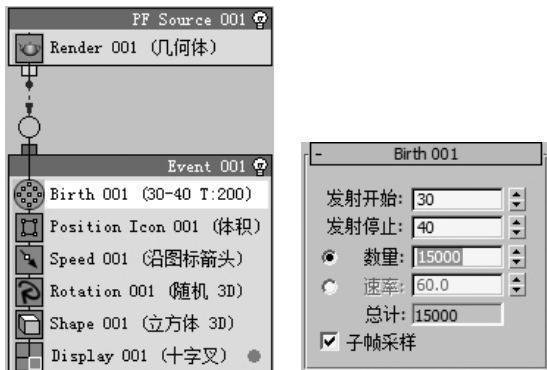 PF Source 001
Render 001 (几何体)
Event 001
Birth 001 (30-40 T:200)
Position Icon 001 (体积)
Speed 001 (沿图标箭头)
Rotation 001 (随机 3D)
Shape 001 (立方体 3D)
Display 001 (十字叉)
- Birth 001
发射开始: 30
发射停止: 40
数量: 15000
速率: 60.0
总计: 15000
子帧采样